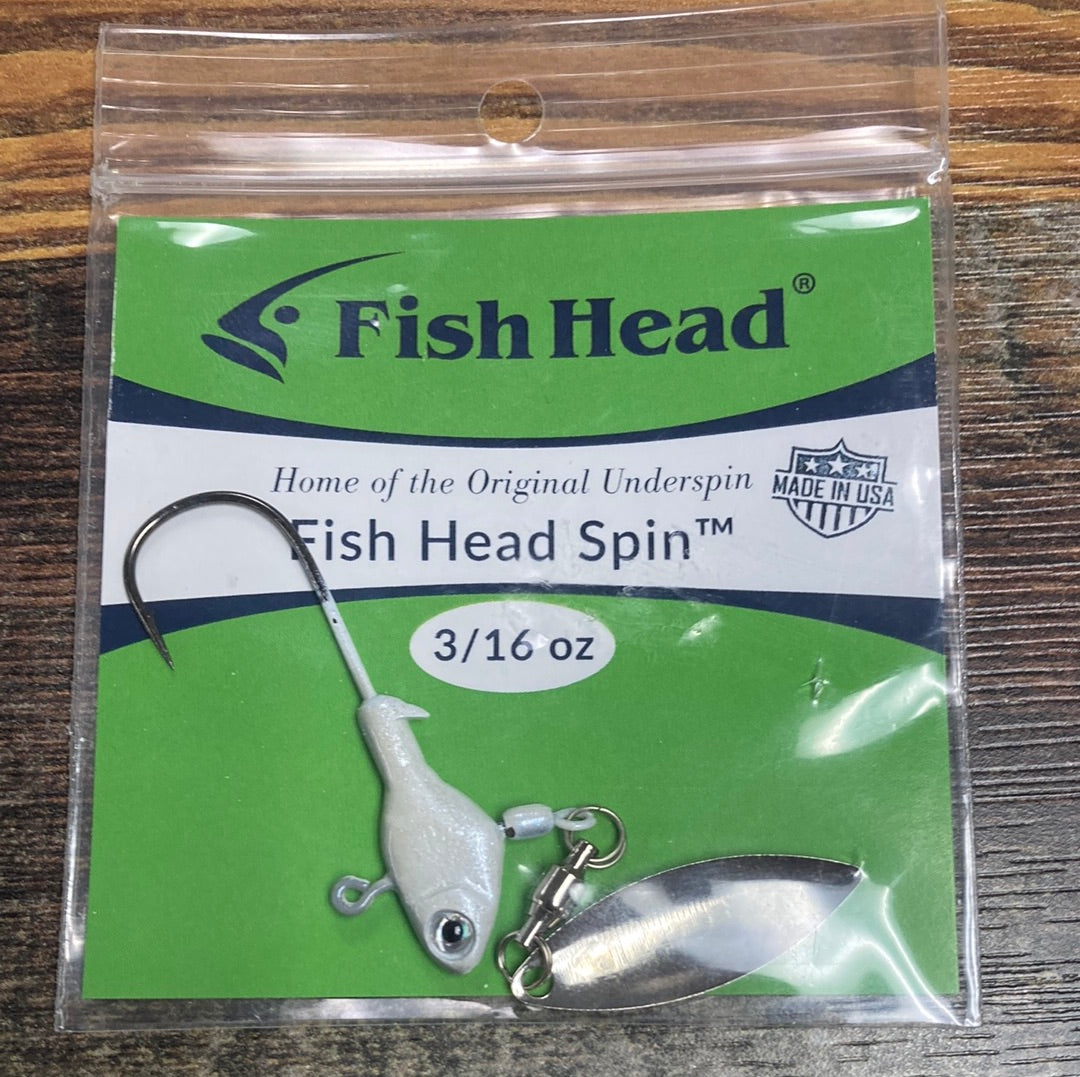 Fish Head®
Home of the Original Underspin
MADE IN USA
Fish Head Spin™
3/16 oz